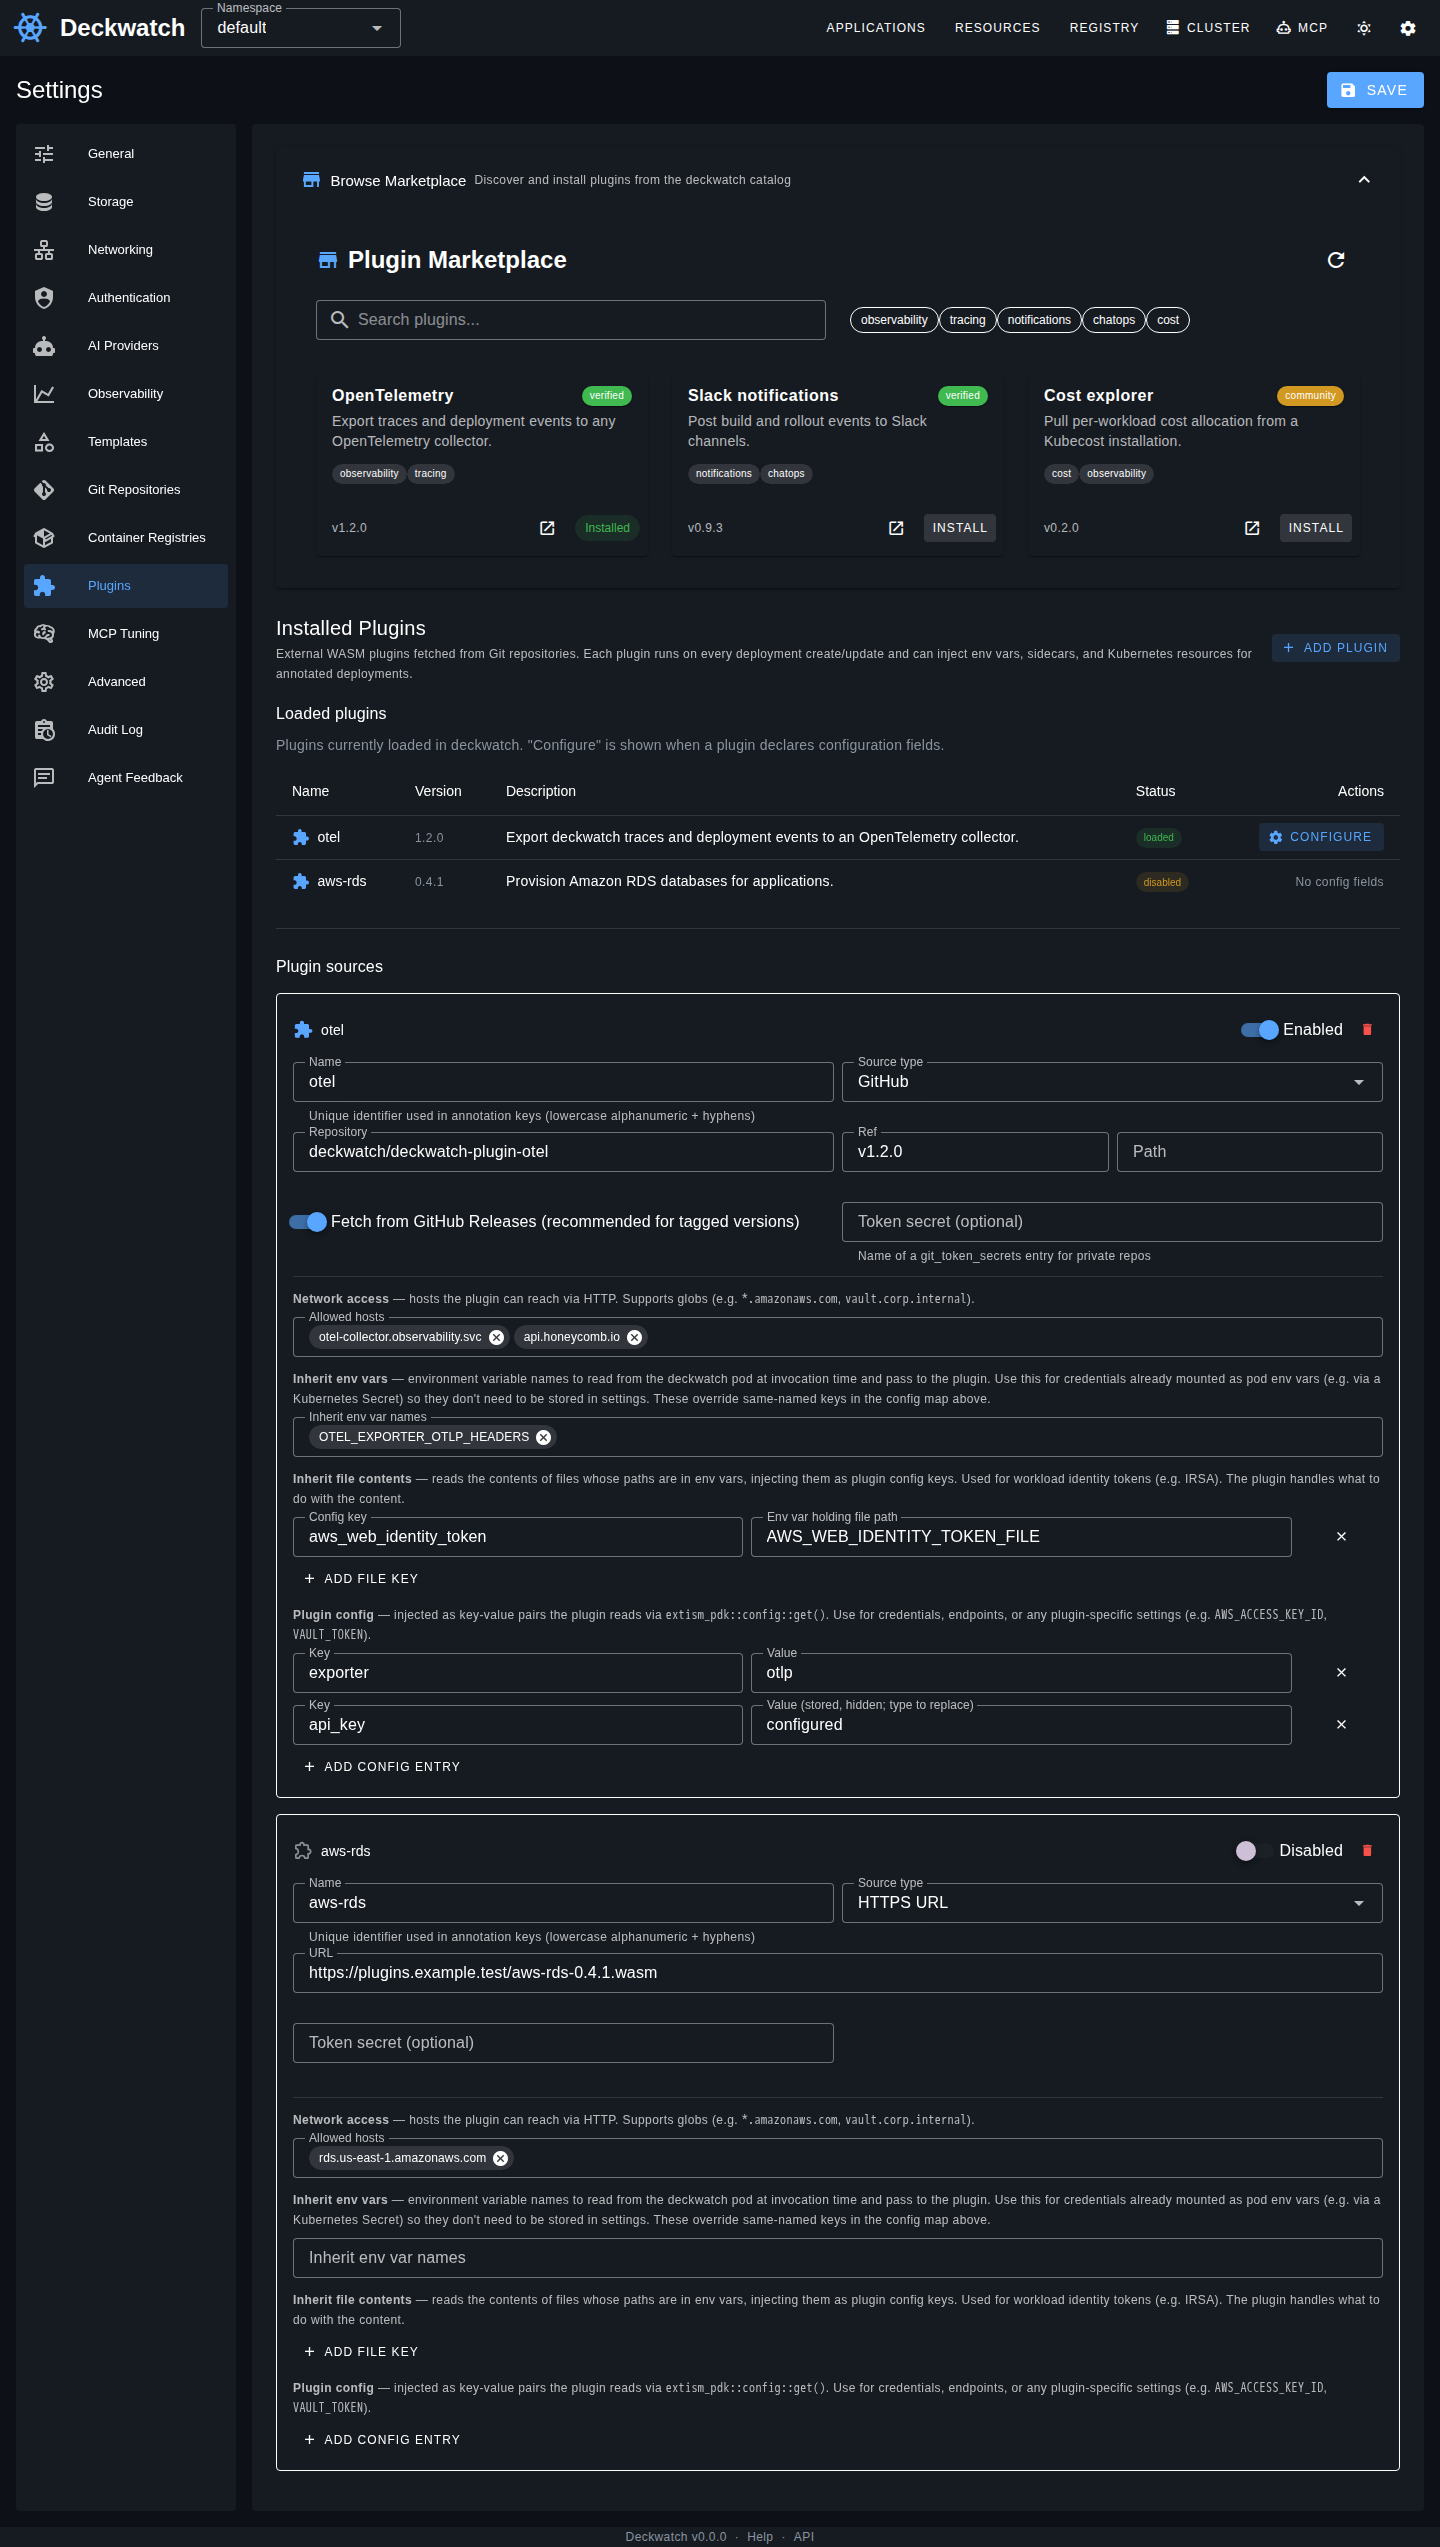 Deckwatch
Namespace
default
APPLICATIONS
RESOURCES
REGISTRY
CLUSTER
MCP
Settings
SAVE
General
Storage
Networking
Authentication
AI Providers
Observability
Templates
Git Repositories
Container Registries
Plugins
MCP Tuning
Advanced
Audit Log
Agent Feedback
Browse Marketplace Discover and install plugins from the deckwatch catalog
Plugin Marketplace
Search plugins...
observability tracing notifications chatops cost
OpenTelemetry verified
Export traces and deployment events to any
OpenTelemetry collector.
observability tracing
v1.2.0 Installed
Slack notifications verified
Post build and rollout events to Slack
channels.
notifications chatops
v0.9.3 INSTALL
Cost explorer community
Pull per-workload cost allocation from a
Kubecost installation.
cost observability
v0.2.0 INSTALL
Installed Plugins
External WASM plugins fetched from Git repositories. Each plugin runs on every deployment create/update and can inject env vars, sidecars, and Kubernetes resources for
annotated deployments.
ADD PLUGIN
Loaded plugins
Plugins currently loaded in deckwatch. "Configure" is shown when a plugin declares configuration fields.
Name Version Description Status Actions
otel 1.2.0 Export deckwatch traces and deployment events to an OpenTelemetry collector. loaded CONFIGURE
aws-rds 0.4.1 Provision Amazon RDS databases for applications. disabled No config fields
Plugin sources
otel Enabled
Name
otel
Unique identifier used in annotation keys (lowercase alphanumeric + hyphens)
Source type
GitHub
Repository
deckwatch/deckwatch-plugin-otel
Ref
v1.2.0
Path
Fetch from GitHub Releases (recommended for tagged versions)
Token secret (optional)
Name of a git_token_secrets entry for private repos
Network access — hosts the plugin can reach via HTTP. Supports globs (e.g. *.amazonaws.com, vault.corp.internal).
Allowed hosts
otel-collector.observability.svc api.honeycomb.io
Inherit env vars — environment variable names to read from the deckwatch pod at invocation time and pass to the plugin. Use this for credentials already mounted as pod env vars (e.g. via a
Kubernetes Secret) so they don't need to be stored in settings. These override same-named keys in the config map above.
Inherit env var names
OTEL_EXPORTER_OTLP_HEADERS
Inherit file contents — reads the contents of files whose paths are in env vars, injecting them as plugin config keys. Used for workload identity tokens (e.g. IRSA). The plugin handles what to
do with the content.
Config key
aws_web_identity_token
Env var holding file path
AWS_WEB_IDENTITY_TOKEN_FILE
ADD FILE KEY
Plugin config — injected as key-value pairs the plugin reads via extism_pdk::config::get(). Use for credentials, endpoints, or any plugin-specific settings (e.g. AWS_ACCESS_KEY_ID,
VAULT_TOKEN).
Key
exporter
Value
otlp
Key
api_key
Value (stored, hidden; type to replace)
configured
ADD CONFIG ENTRY
aws-rds Disabled
Name
aws-rds
Unique identifier used in annotation keys (lowercase alphanumeric + hyphens)
Source type
HTTPS URL
URL
https://plugins.example.test/aws-rds-0.4.1.wasm
Token secret (optional)
Network access — hosts the plugin can reach via HTTP. Supports globs (e.g. *.amazonaws.com, vault.corp.internal).
Allowed hosts
rds.us-east-1.amazonaws.com
Inherit env vars — environment variable names to read from the deckwatch pod at invocation time and pass to the plugin. Use this for credentials already mounted as pod env vars (e.g. via a
Kubernetes Secret) so they don't need to be stored in settings. These override same-named keys in the config map above.
Inherit env var names
Inherit file contents — reads the contents of files whose paths are in env vars, injecting them as plugin config keys. Used for workload identity tokens (e.g. IRSA). The plugin handles what to
do with the content.
ADD FILE KEY
Plugin config — injected as key-value pairs the plugin reads via extism_pdk::config::get(). Use for credentials, endpoints, or any plugin-specific settings (e.g. AWS_ACCESS_KEY_ID,
VAULT_TOKEN).
ADD CONFIG ENTRY
Deckwatch v0.0.0 · Help · API